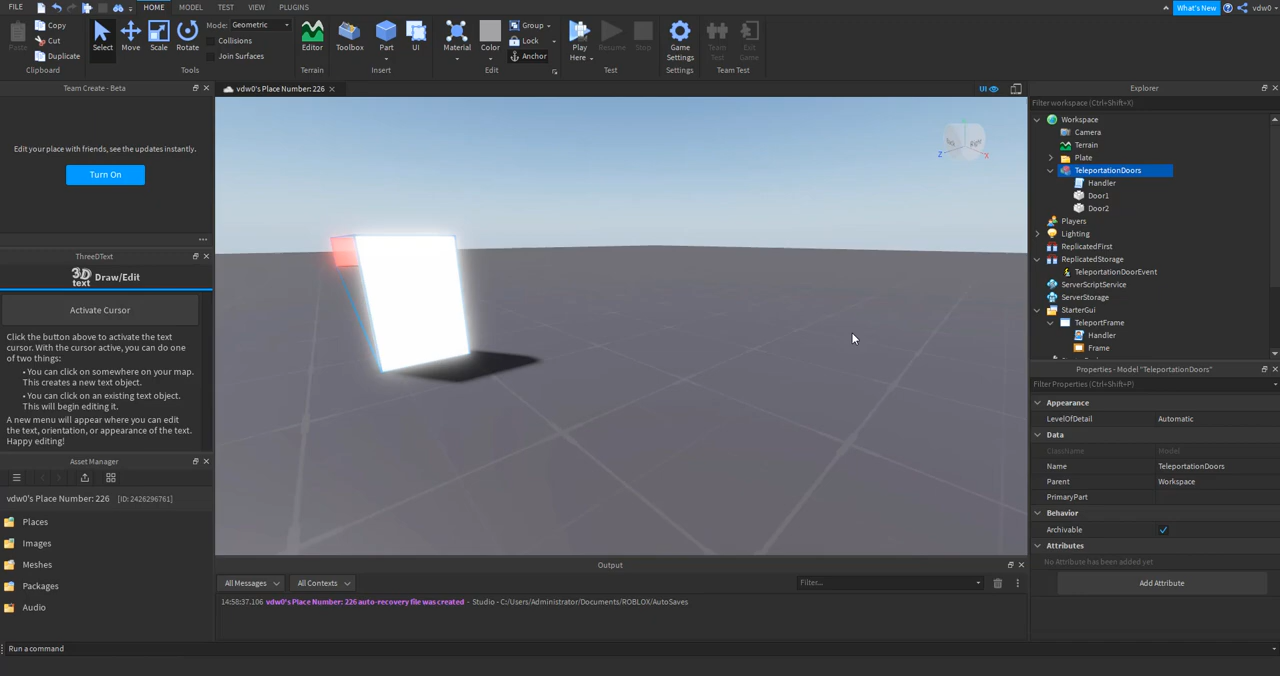 FILE HOME MODEL TEST VIEW PLUGINS What's New vdw0
Paste Copy Cut Duplicate Clipboard
Select Move Scale Rotate Mode: Geometric Collisions Join Surfaces Tools
Editor Terrain
Toolbox Part UI Insert
Material Color Group Lock Anchor Edit
Play Here Resume Stop Test
Game Settings Settings
Team Test Exit Game Team Test
Team Create - Beta
Edit your place with friends, see the updates instantly.
Turn On
ThreeDText
3D text Draw/Edit
Activate Cursor
Click the button above to activate the text
cursor. With the cursor active, you can do one
of two things:
• You can click on somewhere on your map.
This creates a new text object.
• You can click on an existing text object.
This will begin editing it.
A new menu will appear where you can edit
the text, orientation, or appearance of the text.
Happy editing!
Asset Manager
vdw0's Place Number: 226 [ID: 2426296761]
Places
Images
Meshes
Packages
Audio
vdw0's Place Number: 226 UI
Z X
Output
All Messages All Contexts Filter...
14:58:37.106 vdw0's Place Number: 226 auto-recovery file was created - Studio - C:/Users/Administrator/Documents/ROBLOX/AutoSaves
Explorer
Filter workspace (Ctrl+Shift+X)
Workspace
Camera
Terrain
Plate
TeleportationDoors
Handler
Door1
Door2
Players
Lighting
ReplicatedFirst
ReplicatedStorage
TeleportationDoorEvent
ServerScriptService
ServerStorage
StarterGui
TeleportFrame
Handler
Frame
Properties - Model "TeleportationDoors"
Filter Properties (Ctrl+Shift+P)
Appearance
LevelOfDetail Automatic
Data
ClassName Model
Name TeleportationDoors
Parent Workspace
PrimaryPart
Behavior
Archivable
Attributes
No Attribute has been added yet
Add Attribute
Run a command